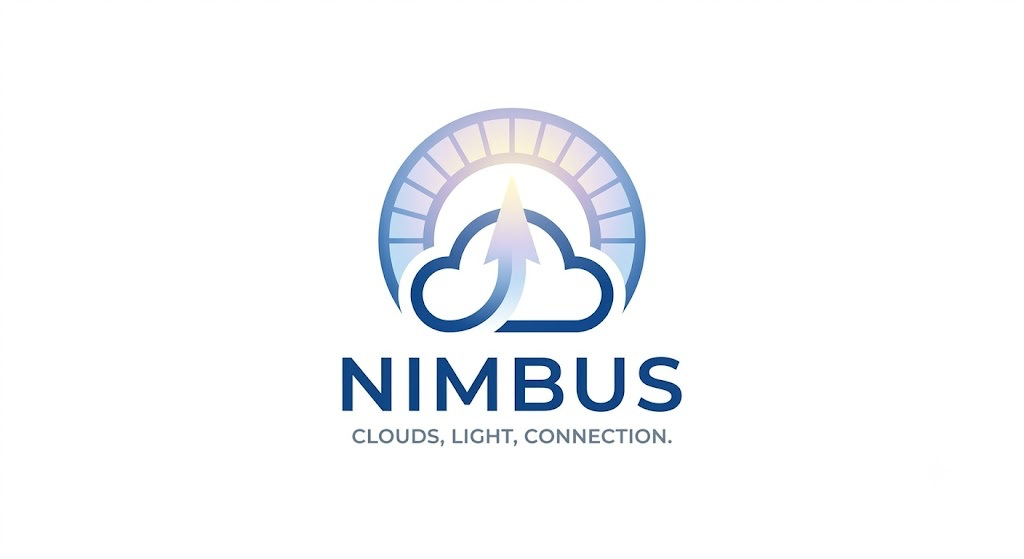 NIMBUS
CLOUDS, LIGHT, CONNECTION.